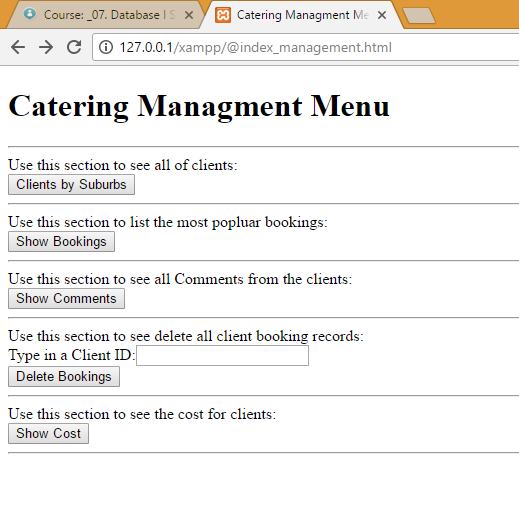 Course: _07. Database I S
Catering Managment Me
127.0.0.1/xampp/@index_management.html
Catering Managment Menu
Use this section to see all of clients:
Clients by Suburbs
Use this section to list the most popluar bookings:
Show Bookings
Use this section to see all Comments from the clients:
Show Comments
Use this section to see delete all client booking records:
Type in a Client ID:
Delete Bookings
Use this section to see the cost for clients:
Show Cost